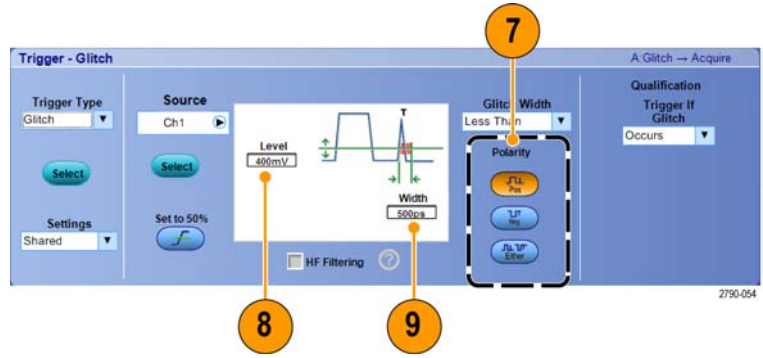 7
Trigger - Glitch
A:Glitch → Acquire
Trigger Type
Glitch
Select
Settings
Shared
Source
Ch1
Select
Set to 50%
Level
400mV
T
Width
500ps
HF Filtering
?
Glitch Width
Less Than
Polarity
Pos
Neg
Either
Qualification
Trigger If
Glitch
Occurs
2790-054
8
9